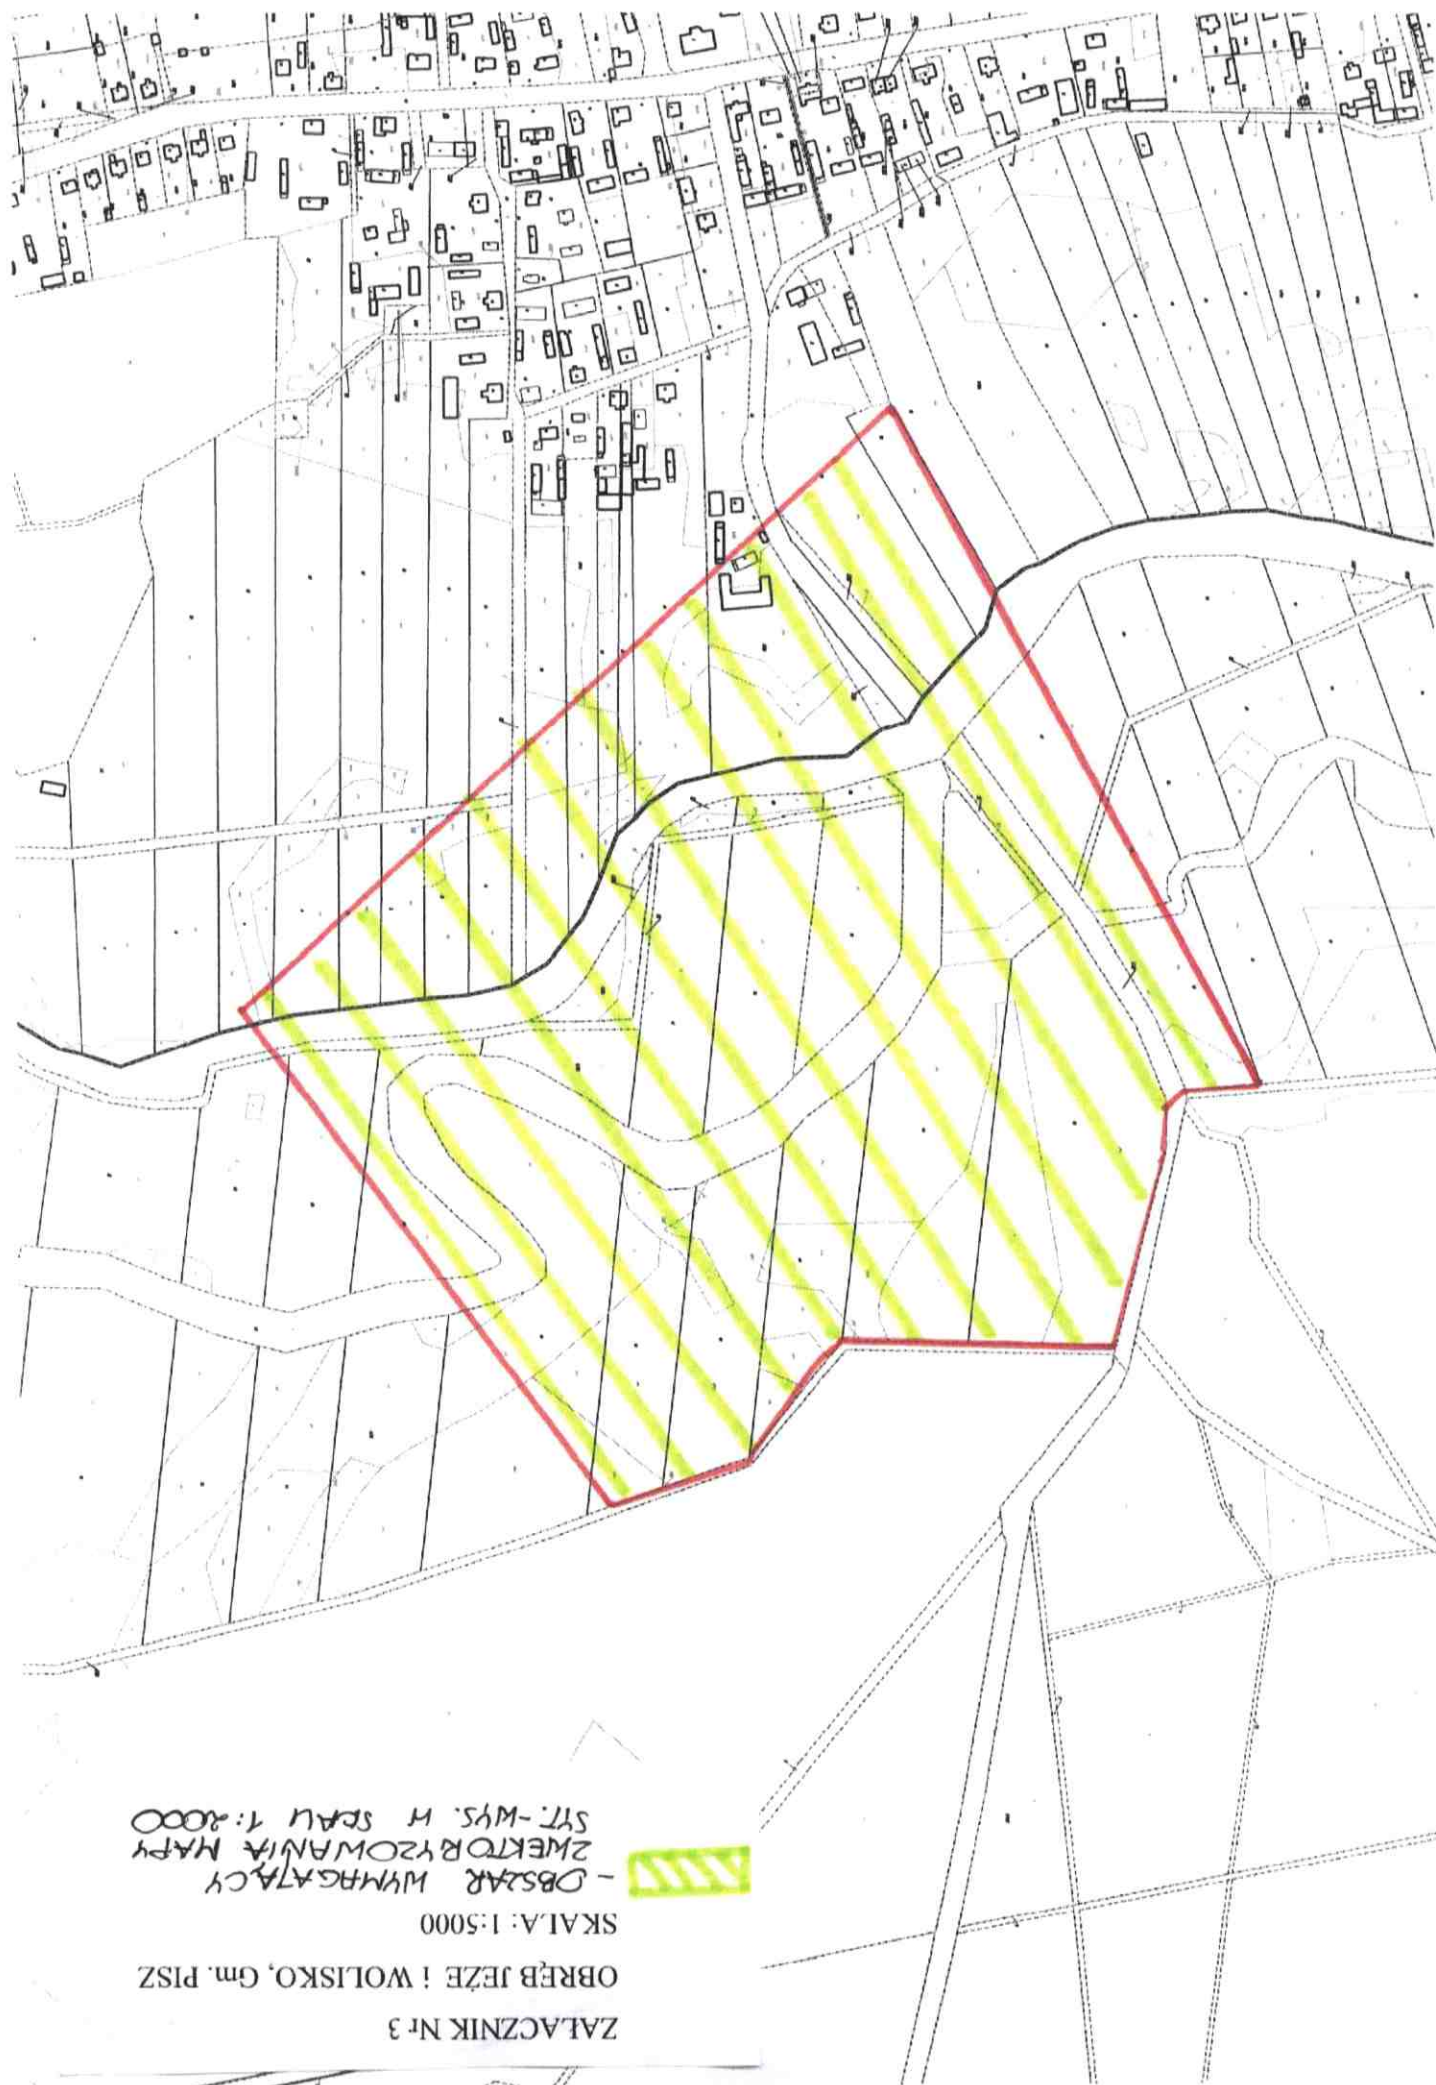 ZAŁĄCZNIK Nr 3
OBRĘB JEŻE i WOLISKO, Gm. PISZ
SKALA: 1:5000
- OBSZAR WYMAGAJĄCY
ZWEKTORYZOWANIA MAPY
SYT.-WYS. W SKALI 1:2000